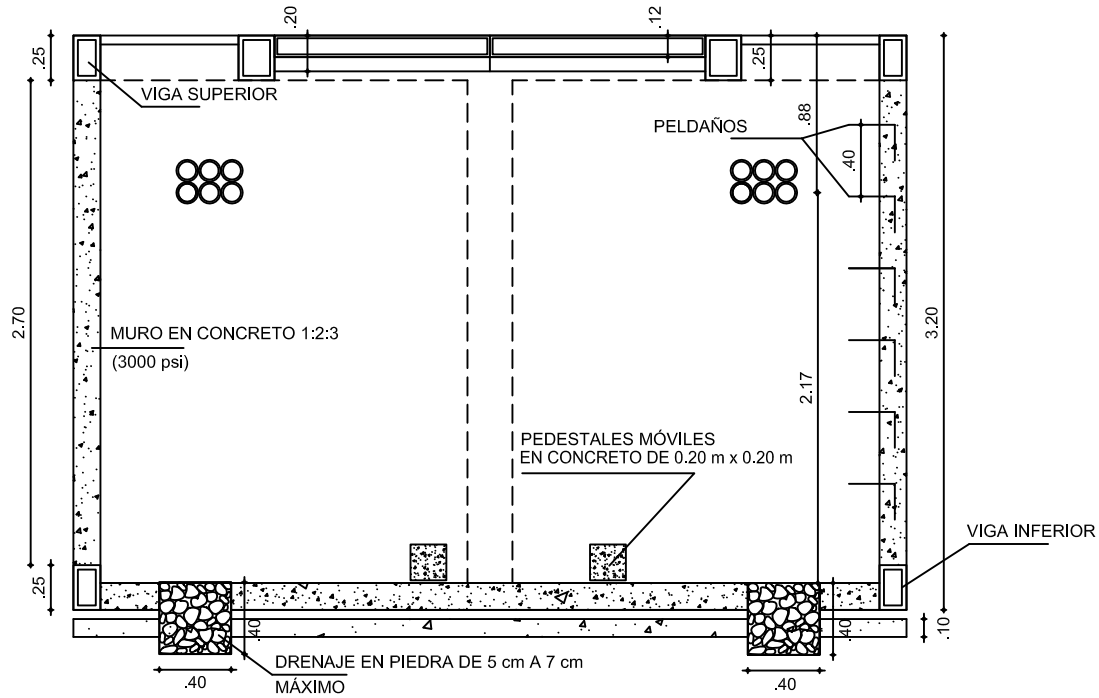 .20
.12
.25
.25
VIGA SUPERIOR
.88
PELDAÑOS
.40
2.70
MURO EN CONCRETO 1:2:3
(3000 psi)
3.20
2.17
PEDESTALES MÓVILES
EN CONCRETO DE 0.20 m x 0.20 m
VIGA INFERIOR
.25
.40
.40
.10
DRENAJE EN PIEDRA DE 5 cm A 7 cm
MÁXIMO
.40
.40